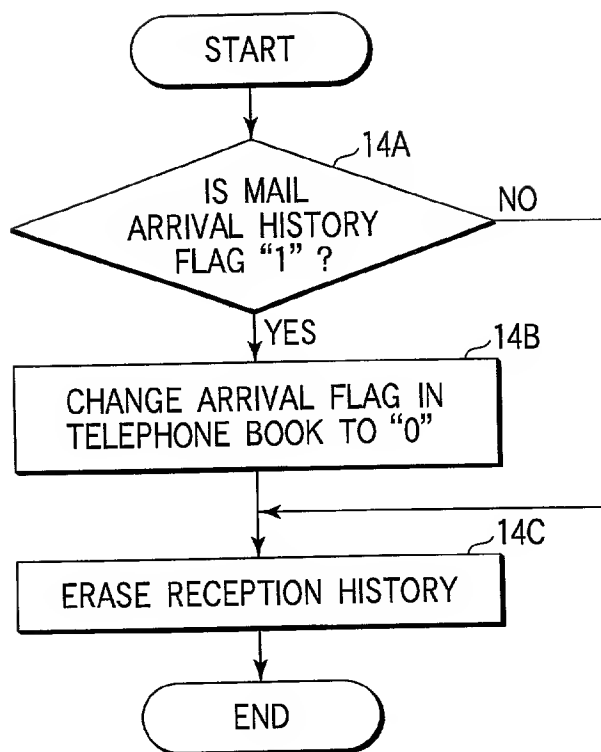 START
14A
IS MAIL
ARRIVAL HISTORY
FLAG “1” ?
NO
YES
14B
CHANGE ARRIVAL FLAG IN
TELEPHONE BOOK TO “0”
14C
ERASE RECEPTION HISTORY
END